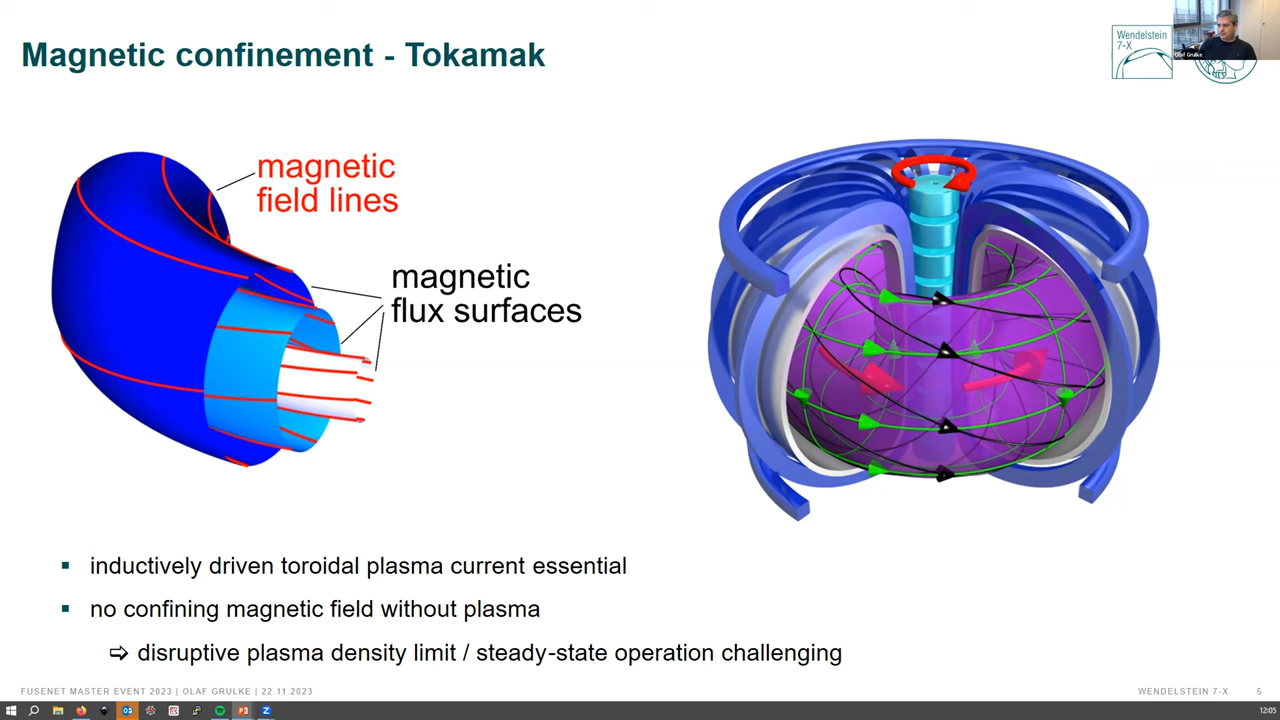 Magnetic confinement - Tokamak
Wendelstein
7-X
Olaf Grulke
magnetic
field lines
magnetic
flux surfaces
▪ inductively driven toroidal plasma current essential
▪ no confining magnetic field without plasma
⇨ disruptive plasma density limit / steady-state operation challenging
FUSENET MASTER EVENT 2023 | OLAF GRULKE | 22.11.2023
WENDELSTEIN 7-X 5
12:05